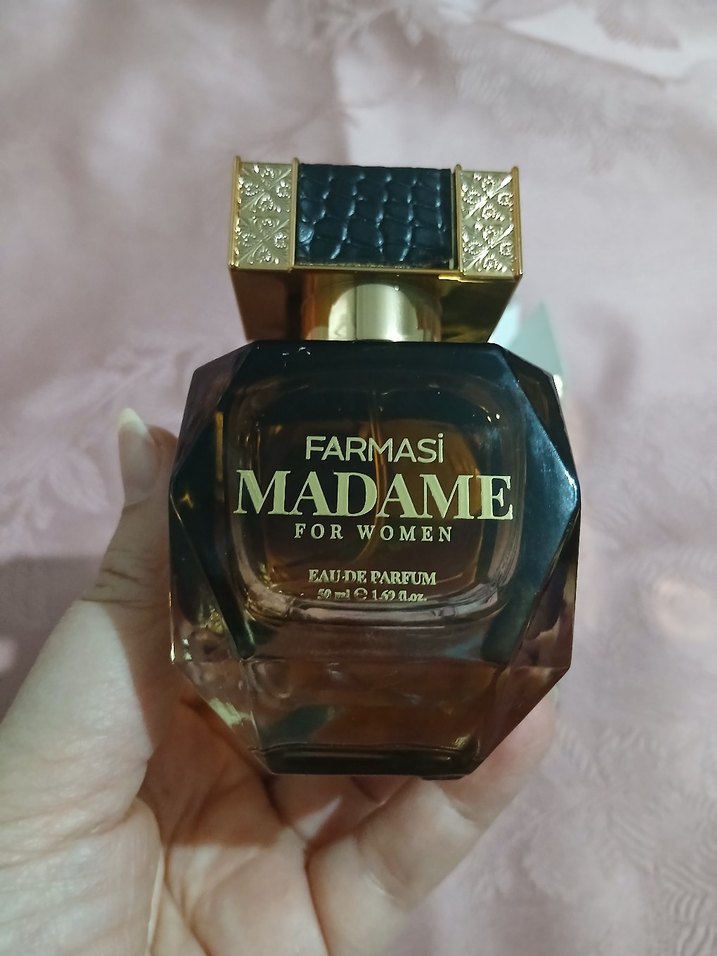 FARMASİ
MADAME
FOR WOMEN
EAU DE PARFUM
50 ml ℮ 1.69 fl.oz.